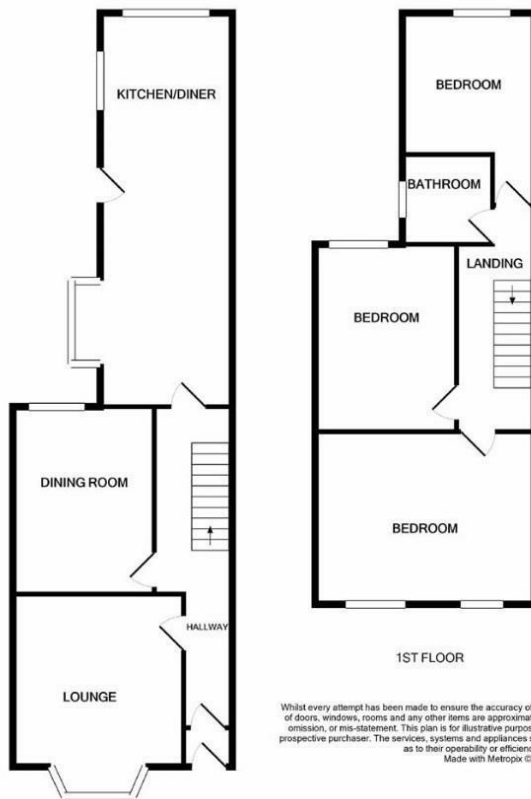 KITCHEN/DINER
DINING ROOM
HALLWAY
LOUNGE
BEDROOM
BATHROOM
LANDING
BEDROOM
BEDROOM
1ST FLOOR
Whilst every attempt has been made to ensure the accuracy of
of doors, windows, rooms and any other items are approximat
omission, or mis-statement. This plan is for illustrative purpos
prospective purchaser. The services, systems and appliances s
as to their operability or efficienc
Made with Metropix ©